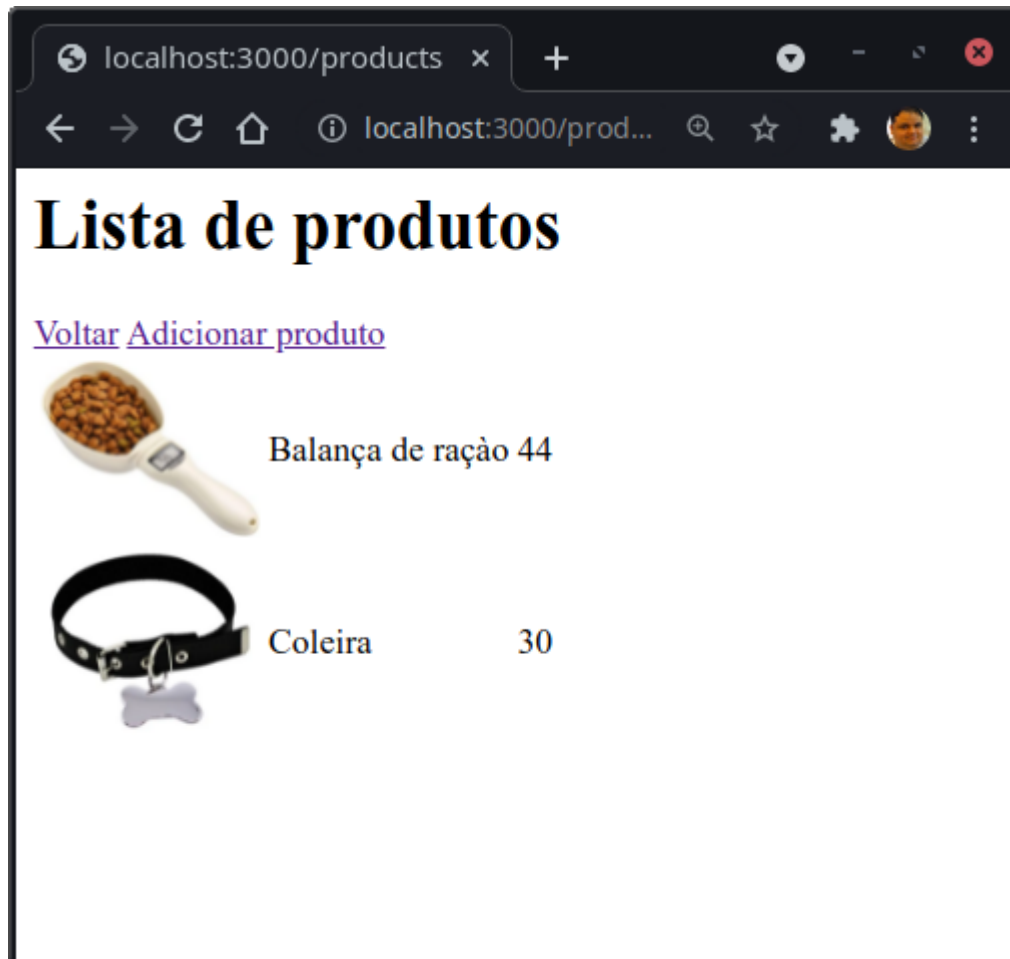 localhost:3000/products
localhost:3000/prod...
Lista de produtos
Voltar Adicionar produto
Balança de raçào 44
Coleira 30